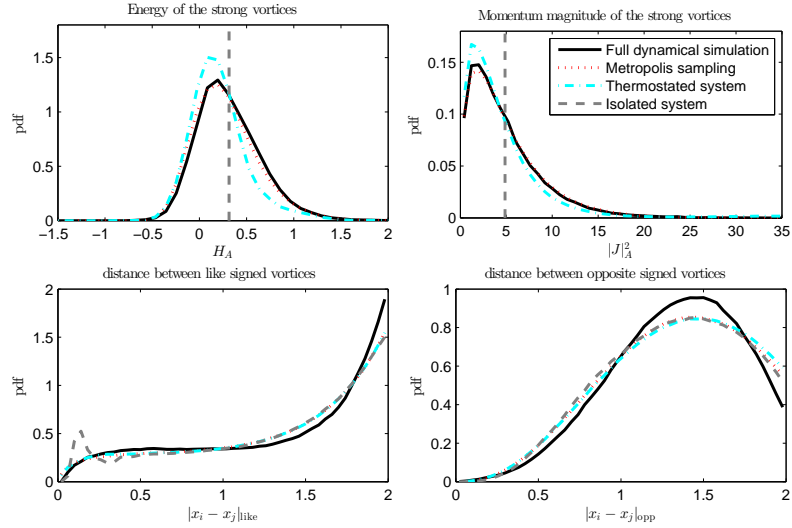 Energy of the strong vortices
Momentum magnitude of the strong vortices
pdf
1.5
1
0.5
0
−1.5 −1 −0.5 0 0.5 1 1.5 2
H_A
pdf
0.15
0.1
0.05
0
0 5 10 15 20 25 30 35
|J|²_A
Full dynamical simulation
Metropolis sampling
Thermostated system
Isolated system
distance between like signed vortices
distance between opposite signed vortices
pdf
2
1.5
1
0.5
0
0 0.5 1 1.5 2
|x_i − x_j|_like
pdf
1
0.8
0.6
0.4
0.2
0
0 0.5 1 1.5 2
|x_i − x_j|_opp